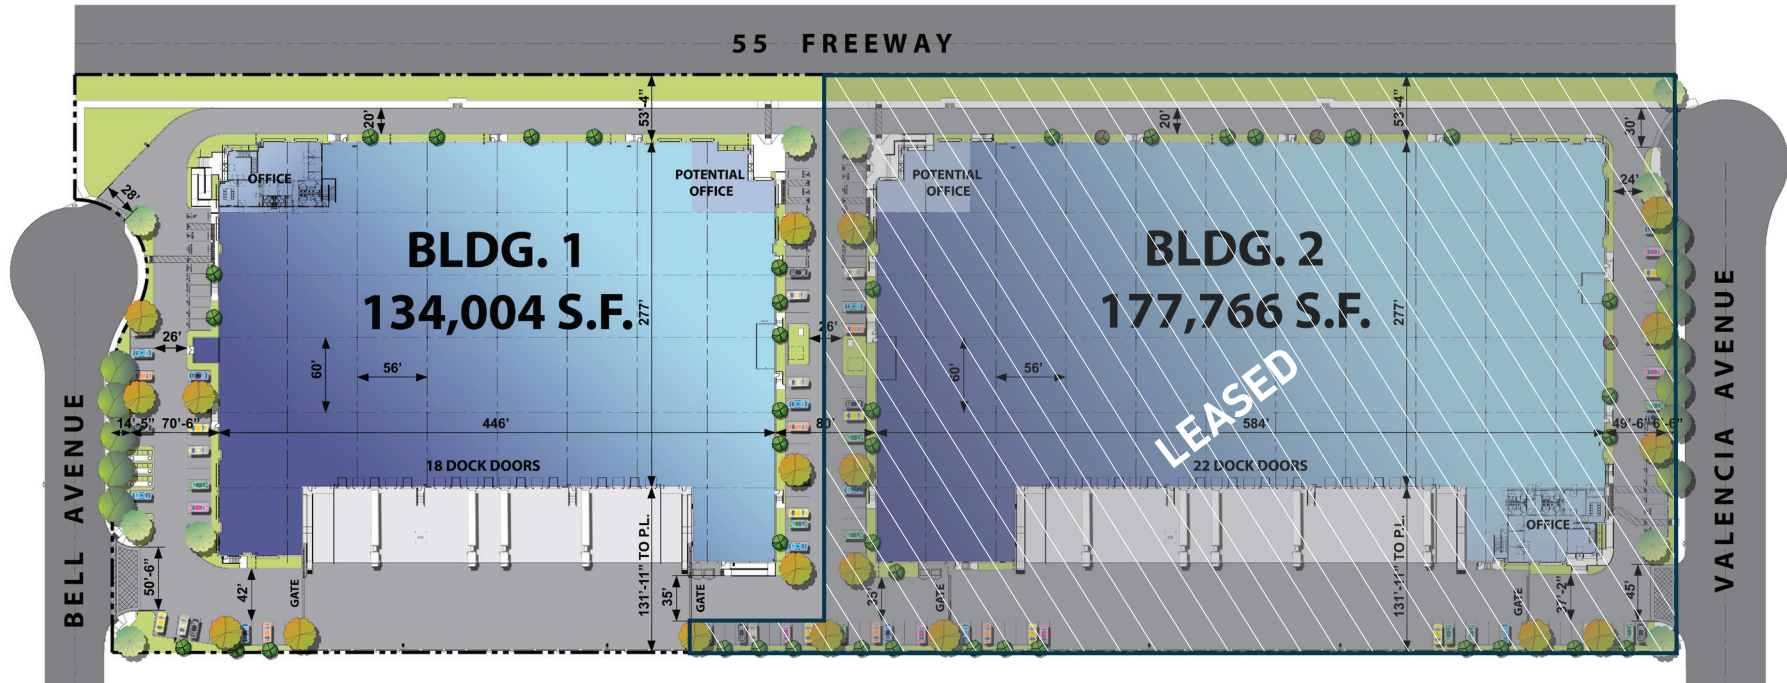 55 FREEWAY
53'-4"
53'-4"
20'
20'
30'
28'
24'
OFFICE
POTENTIAL
OFFICE
POTENTIAL
OFFICE
BLDG. 1
134,004 S.F.
277'
BLDG. 2
177,766 S.F.
277'
26'
26'
60'
56'
60'
56'
LEASED
14'-5"
70'-6"
446'
80'
584'
49'-6"
6'-6"
18 DOCK DOORS
22 DOCK DOORS
OFFICE
BELL AVENUE
VALENCIA AVENUE
50'-6"
42'
GATE
131'-11" TO P.L.
35'
GATE
GATE
131'-11" TO P.L.
GATE
45'